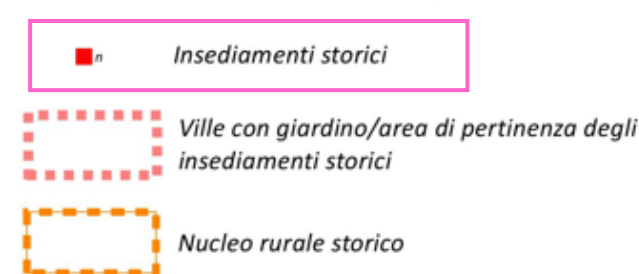 n Insediamenti storici
Ville con giardino/area di pertinenza degli
insediamenti storici
Nucleo rurale storico